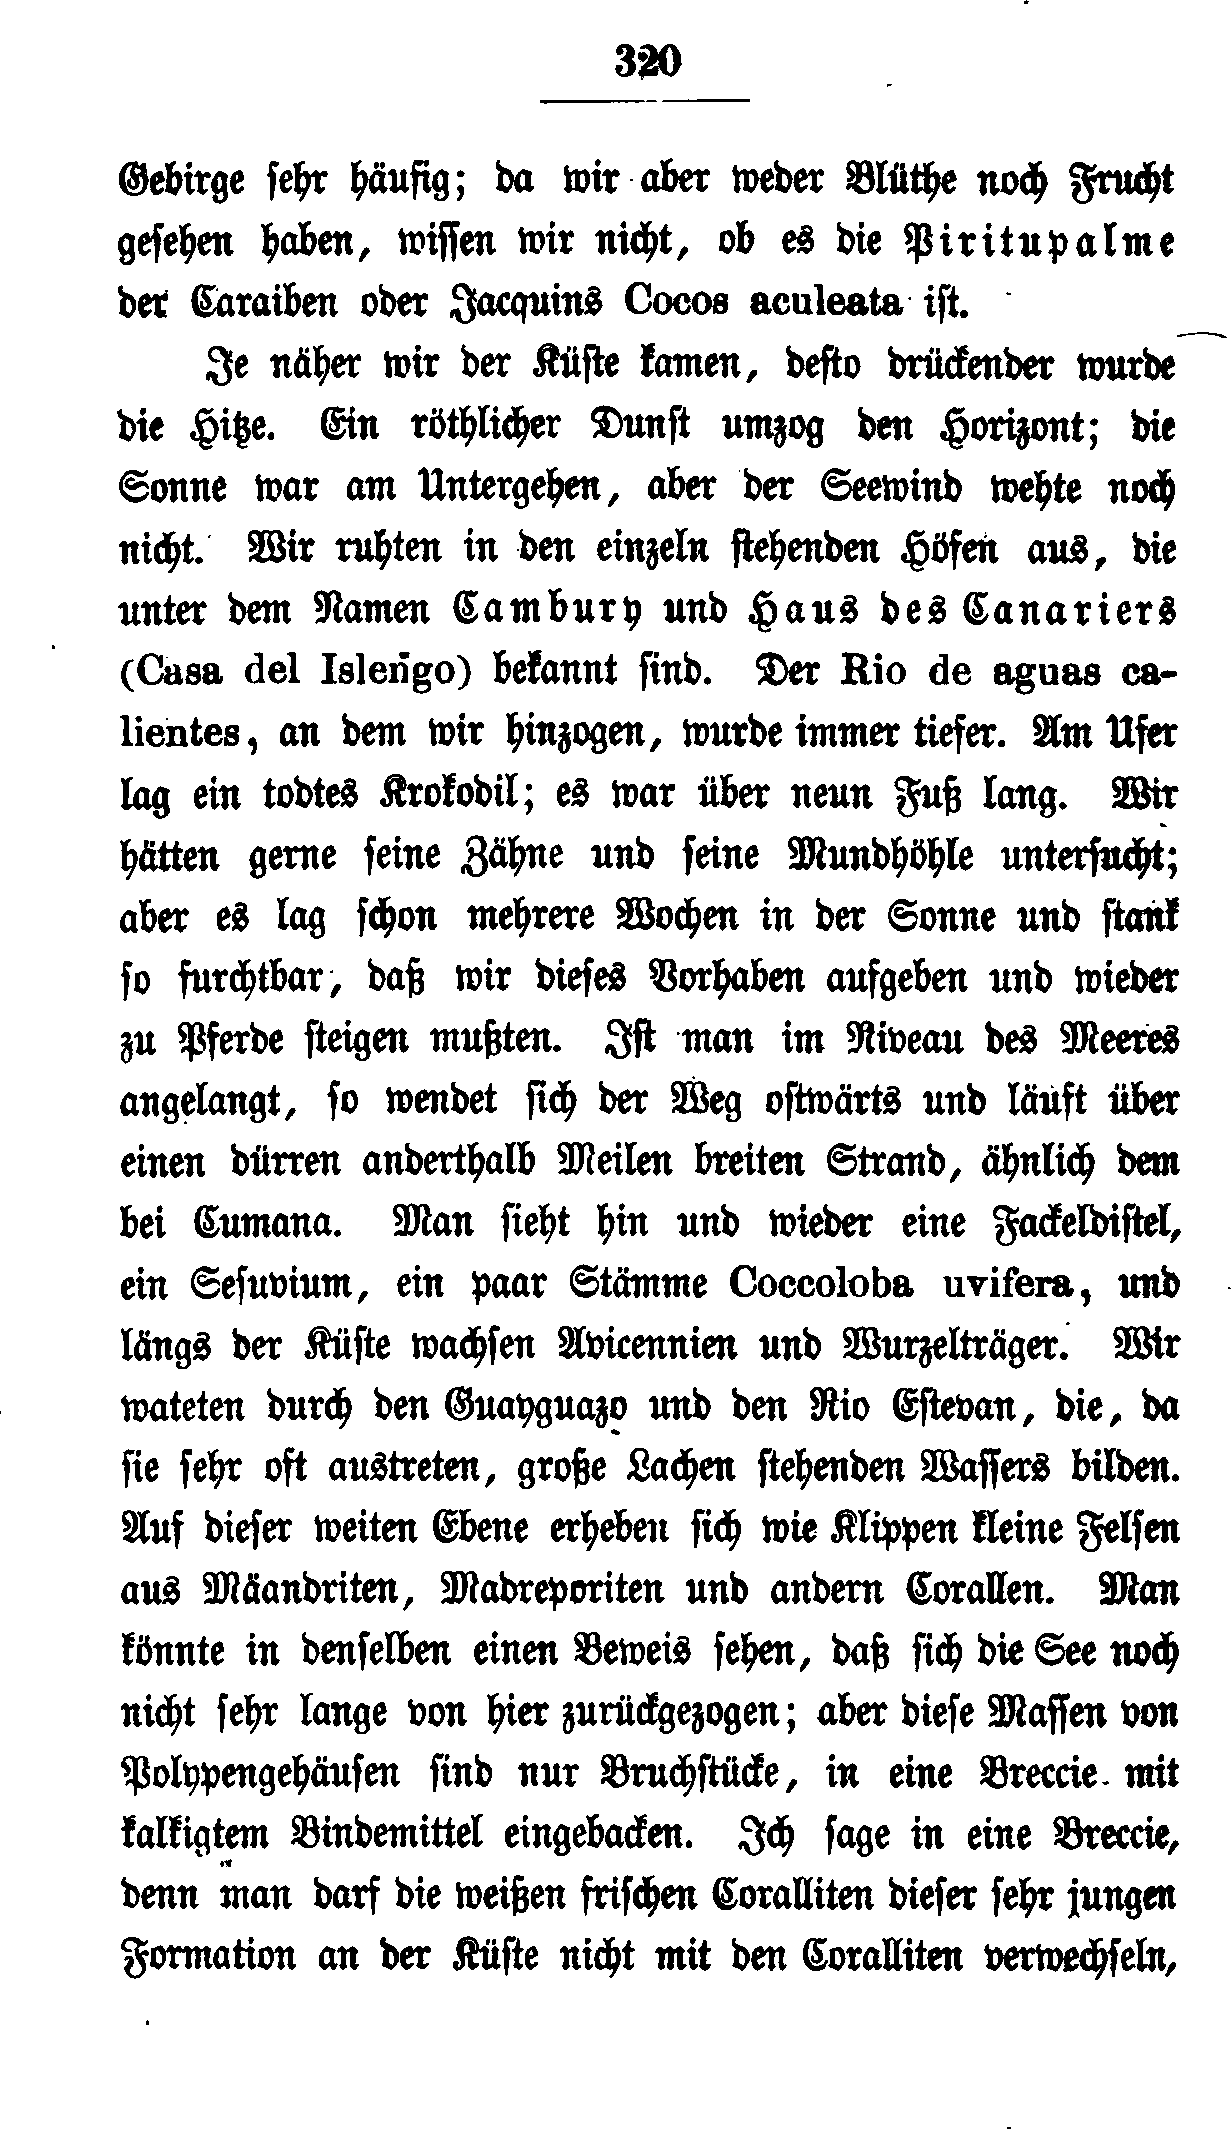 320
Gebirge sehr häufig; da wir aber weder Blüthe noch Frucht
gesehen haben, wissen wir nicht, ob es die Piritupalme
der Caraiben oder Jacquins Cocos aculeata ist.
Je näher wir der Küste kamen, desto drückender wurde
die Hitze. Ein röthlicher Dunst umzog den Horizont; die
Sonne war am Untergehen, aber der Seewind wehte noch
nicht. Wir ruhten in den einzeln stehenden Höfen aus, die
unter dem Namen Cambury und Haus des Canariers
(Casa del Isleñgo) bekannt sind. Der Rio de aguas ca-
lientes, an dem wir hinzogen, wurde immer tiefer. Am Ufer
lag ein todtes Krokodil; es war über neun Fuß lang. Wir
hätten gerne seine Zähne und seine Mundhöhle untersucht;
aber es lag schon mehrere Wochen in der Sonne und stank
so furchtbar, daß wir dieses Vorhaben aufgeben und wieder
zu Pferde steigen mußten. Ist man im Niveau des Meeres
angelangt, so wendet sich der Weg ostwärts und läuft über
einen dürren anderthalb Meilen breiten Strand, ähnlich dem
bei Cumana. Man sieht hin und wieder eine Fackeldistel,
ein Sesuvium, ein paar Stämme Coccoloba uvifera, und
längs der Küste wachsen Avicennien und Wurzelträger. Wir
wateten durch den Guayguazo und den Rio Estevan, die, da
sie sehr oft austreten, große Lachen stehenden Wassers bilden.
Auf dieser weiten Ebene erheben sich wie Klippen kleine Felsen
aus Mäandriten, Madreporiten und andern Corallen. Man
könnte in denselben einen Beweis sehen, daß sich die See noch
nicht sehr lange von hier zurückgezogen; aber diese Massen von
Polypengehäusen sind nur Bruchstücke, in eine Breccie mit
kalkigtem Bindemittel eingebacken. Ich sage in eine Breccie,
denn man darf die weißen frischen Coralliten dieser sehr jungen
Formation an der Küste nicht mit den Coralliten verwechseln,